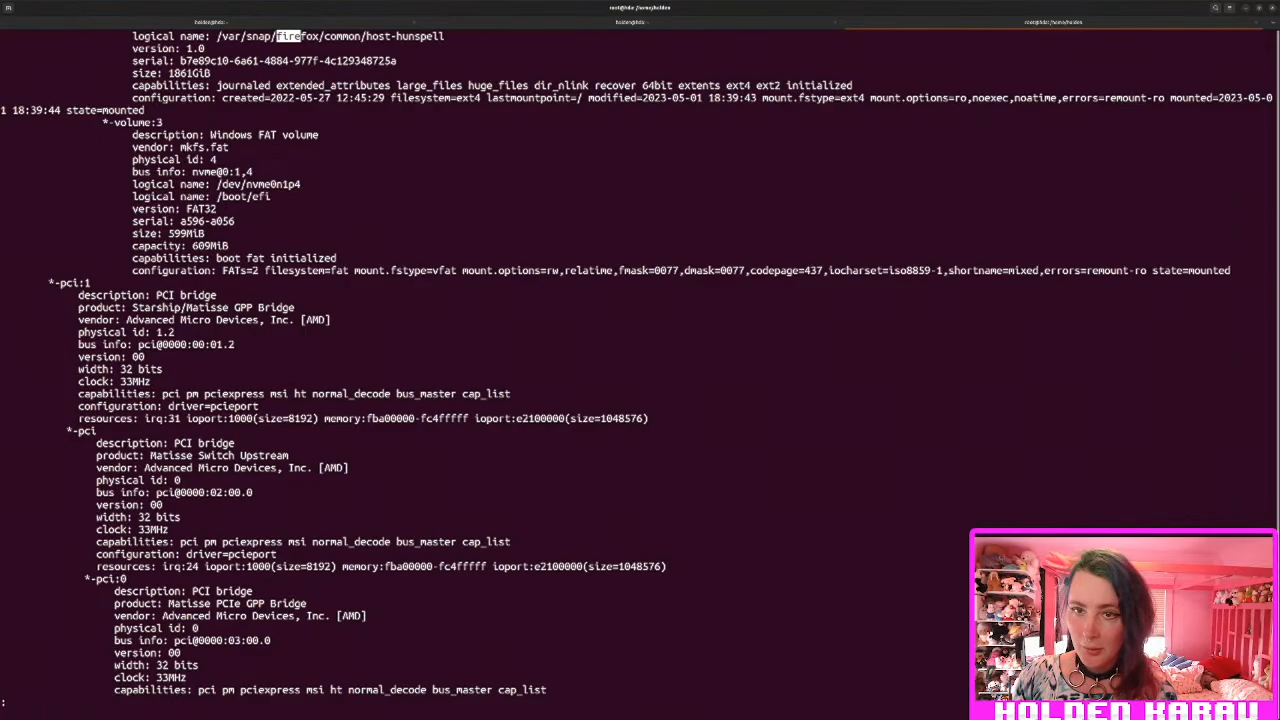 root@hda: /home/holden
holden@hda: ~
holden@hda: ~
root@hda: /home/holden
logical name: /var/snap/firefox/common/host-hunspell
version: 1.0
serial: b7e89c10-6a61-4884-977f-4c129348725a
size: 1861GiB
capabilities: journaled extended_attributes large_files huge_files dir_nlink recover 64bit extents ext4 ext2 initialized
configuration: created=2022-05-27 12:45:29 filesystem=ext4 lastmountpoint=/ modified=2023-05-01 18:39:43 mount.fstype=ext4 mount.options=ro,noexec,noatime,errors=remount-ro mounted=2023-05-0
1 18:39:44 state=mounted
*-volume:3
description: Windows FAT volume
vendor: mkfs.fat
physical id: 4
bus info: nvme@0:1,4
logical name: /dev/nvme0n1p4
logical name: /boot/efi
version: FAT32
serial: a596-a056
size: 599MiB
capacity: 609MiB
capabilities: boot fat initialized
configuration: FATs=2 filesystem=fat mount.fstype=vfat mount.options=rw,relatime,fmask=0077,dmask=0077,codepage=437,iocharset=iso8859-1,shortname=mixed,errors=remount-ro state=mounted
*-pci:1
description: PCI bridge
product: Starship/Matisse GPP Bridge
vendor: Advanced Micro Devices, Inc. [AMD]
physical id: 1.2
bus info: pci@0000:00:01.2
version: 00
width: 32 bits
clock: 33MHz
capabilities: pci pm pciexpress msi ht normal_decode bus_master cap_list
configuration: driver=pcieport
resources: irq:31 ioport:1000(size=8192) memory:fba00000-fc4fffff ioport:e2100000(size=1048576)
*-pci
description: PCI bridge
product: Matisse Switch Upstream
vendor: Advanced Micro Devices, Inc. [AMD]
physical id: 0
bus info: pci@0000:02:00.0
version: 00
width: 32 bits
clock: 33MHz
capabilities: pci pm pciexpress msi normal_decode bus_master cap_list
configuration: driver=pcieport
resources: irq:24 ioport:1000(size=8192) memory:fba00000-fc4fffff ioport:e2100000(size=1048576)
*-pci:0
description: PCI bridge
product: Matisse PCIe GPP Bridge
vendor: Advanced Micro Devices, Inc. [AMD]
physical id: 0
bus info: pci@0000:03:00.0
version: 00
width: 32 bits
clock: 33MHz
capabilities: pci pm pciexpress msi ht normal_decode bus_master cap_list
:
HOLDEN KARAU